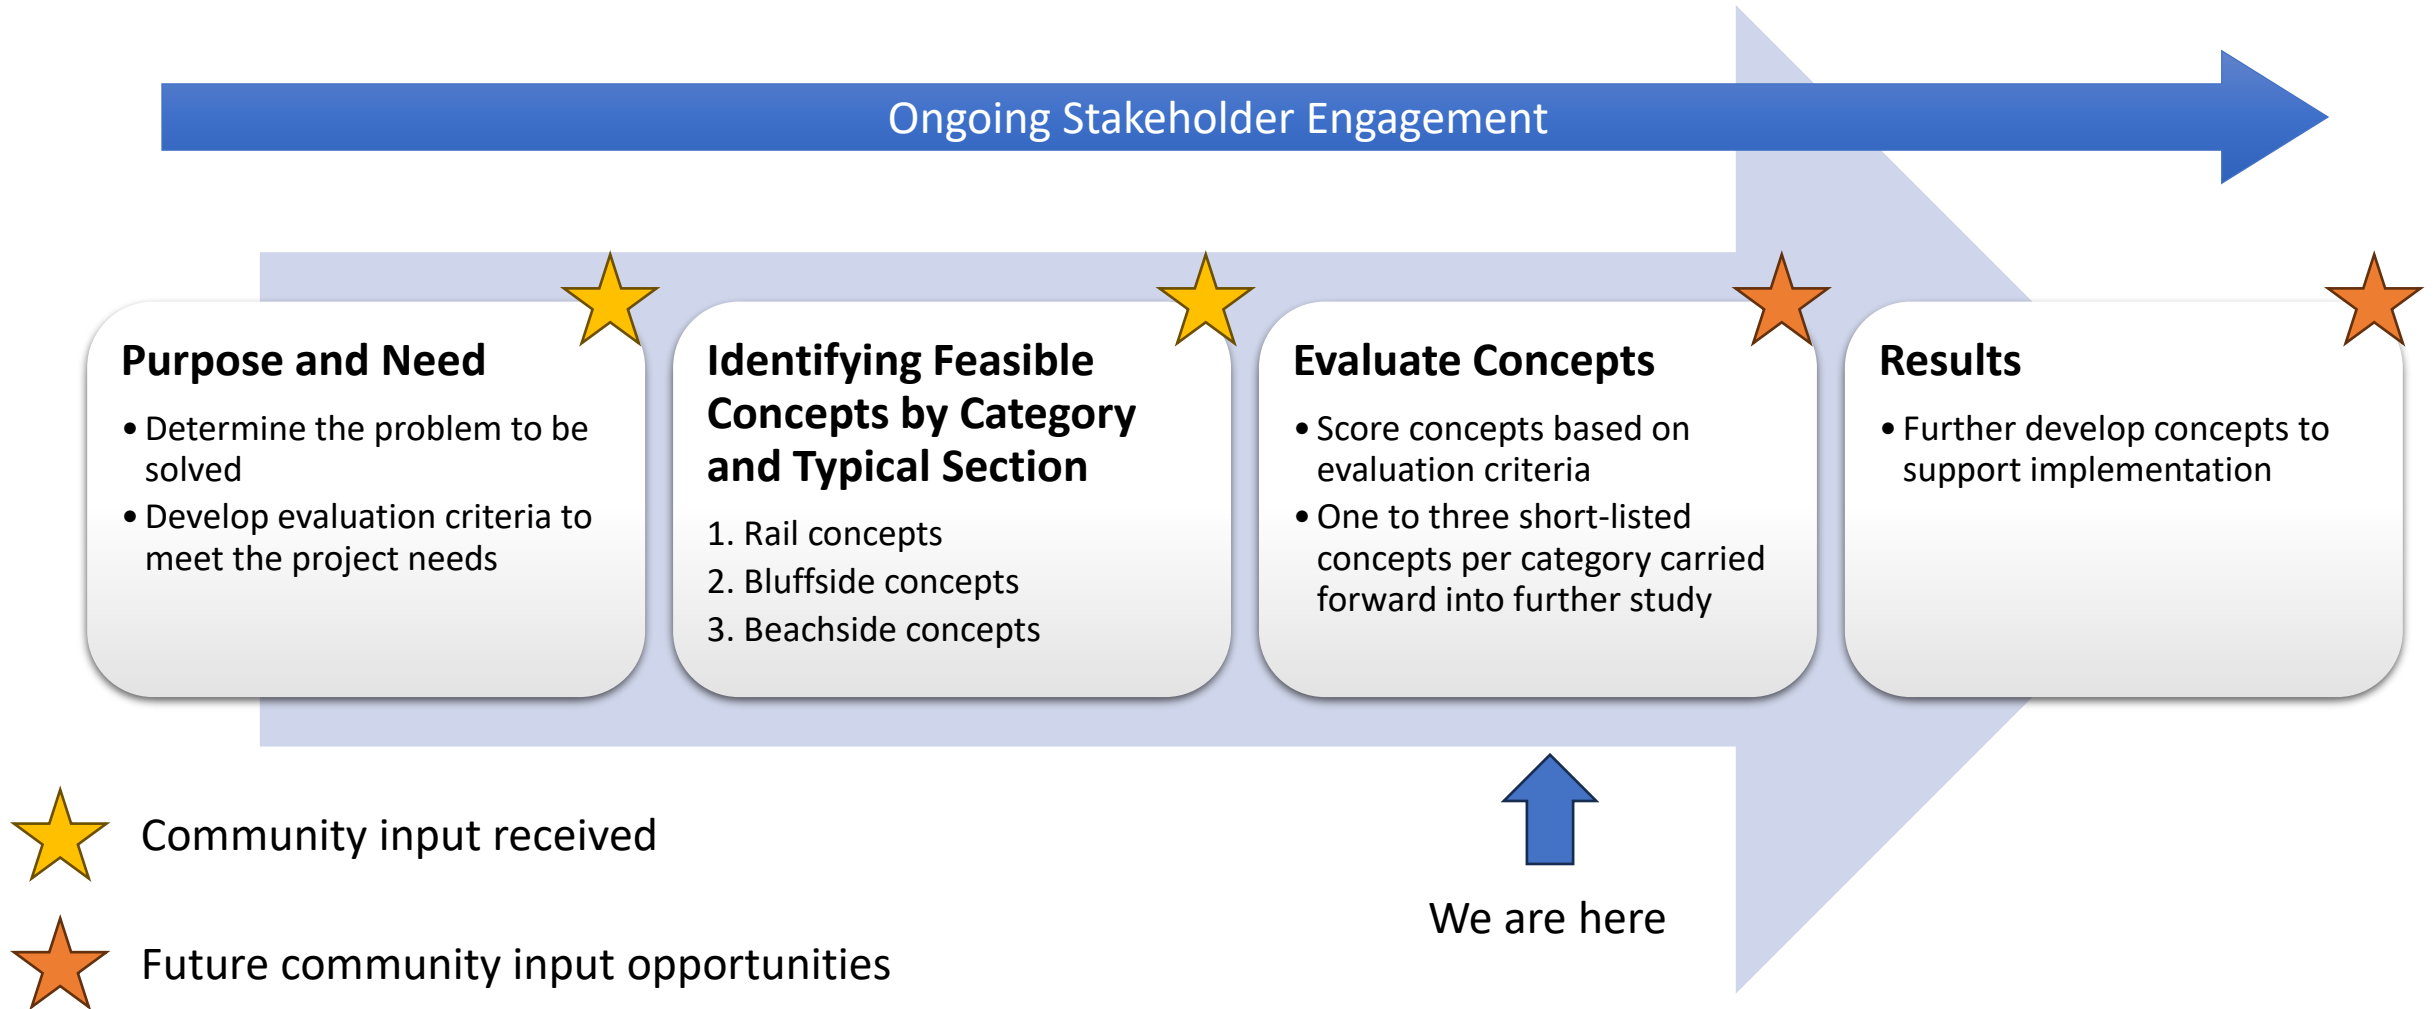 Ongoing Stakeholder Engagement
Purpose and Need
• Determine the problem to be
solved
• Develop evaluation criteria to
meet the project needs
Identifying Feasible
Concepts by Category
and Typical Section
1. Rail concepts
2. Bluffside concepts
3. Beachside concepts
Evaluate Concepts
• Score concepts based on
evaluation criteria
• One to three short-listed
concepts per category carried
forward into further study
Results
• Further develop concepts to
support implementation
We are here
Community input received
Future community input opportunities